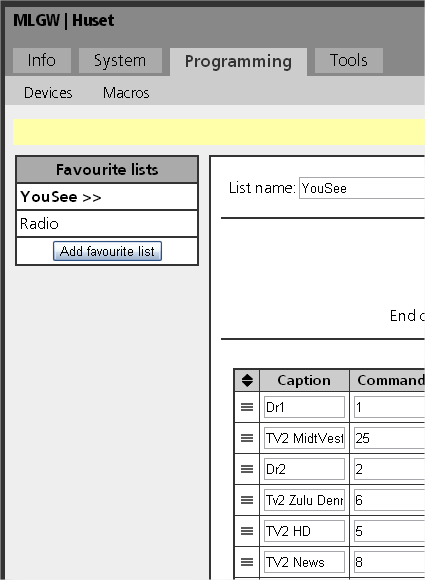 MLGW | Huset
Info System Programming Tools
Devices Macros
Favourite lists
YouSee >>
Radio
Add favourite list
List name: YouSee
End
Caption Command
Dr1 1
TV2 MidtVest 25
Dr2 2
Tv2 Zulu Denn 6
TV2 HD 5
TV2 News 8